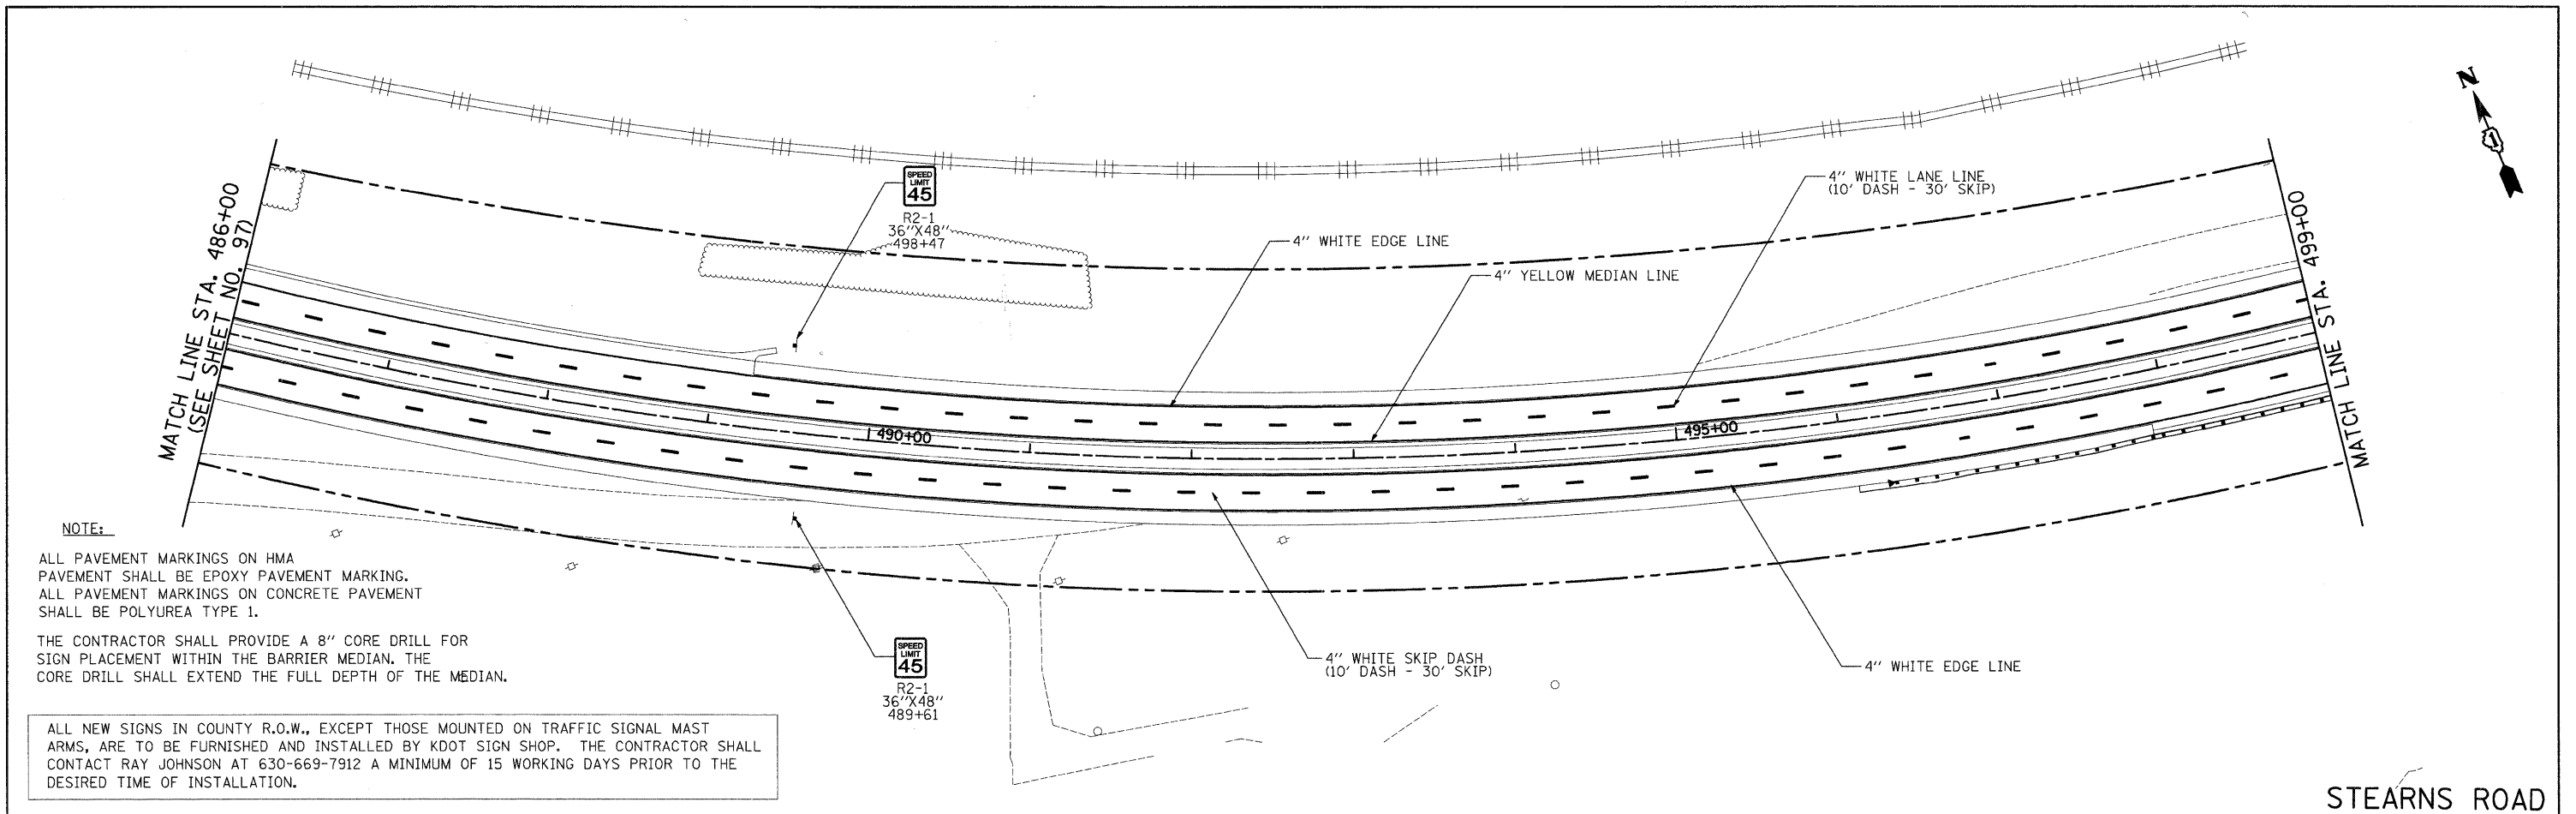 N
1
SPEED
LIMIT
45
R2-1
36"X48"
498+47
4" WHITE LANE LINE
(10' DASH - 30' SKIP)
4" WHITE EDGE LINE
4" YELLOW MEDIAN LINE
MATCH LINE STA. 486+00
(SEE SHEET NO. 97)
MATCH LINE STA. 499+00
490+00
495+00
NOTE:
ALL PAVEMENT MARKINGS ON HMA
PAVEMENT SHALL BE EPOXY PAVEMENT MARKING.
ALL PAVEMENT MARKINGS ON CONCRETE PAVEMENT
SHALL BE POLYUREA TYPE 1.
THE CONTRACTOR SHALL PROVIDE A 8" CORE DRILL FOR
SIGN PLACEMENT WITHIN THE BARRIER MEDIAN. THE
CORE DRILL SHALL EXTEND THE FULL DEPTH OF THE MEDIAN.
SPEED
LIMIT
45
R2-1
36"X48"
489+61
4" WHITE SKIP DASH
(10' DASH - 30' SKIP)
4" WHITE EDGE LINE
ALL NEW SIGNS IN COUNTY R.O.W., EXCEPT THOSE MOUNTED ON TRAFFIC SIGNAL MAST
ARMS, ARE TO BE FURNISHED AND INSTALLED BY KDOT SIGN SHOP. THE CONTRACTOR SHALL
CONTACT RAY JOHNSON AT 630-669-7912 A MINIMUM OF 15 WORKING DAYS PRIOR TO THE
DESIRED TIME OF INSTALLATION.
STEARNS ROAD